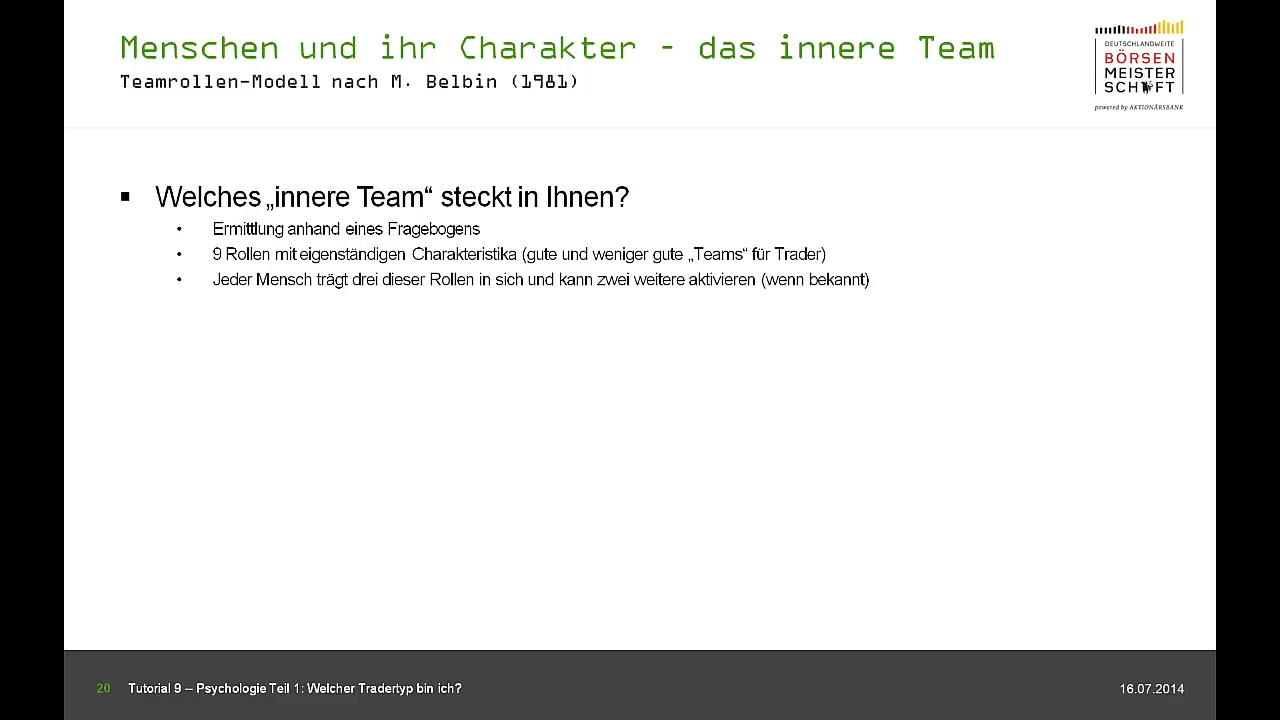 Menschen und ihr Charakter - das innere Team
Teamrollen-Modell nach M. Belbin (1981)
DEUTSCHLANDWEITE
BÖRSEN
MEISTER
SCHAFT
powered by AKTIONÄRSBANK
▪ Welches „innere Team“ steckt in Ihnen?
• Ermittlung anhand eines Fragebogens
• 9 Rollen mit eigenständigen Charakteristika (gute und weniger gute „Teams“ für Trader)
• Jeder Mensch trägt drei dieser Rollen in sich und kann zwei weitere aktivieren (wenn bekannt)
20 Tutorial 9 – Psychologie Teil 1: Welcher Tradertyp bin ich? 16.07.2014